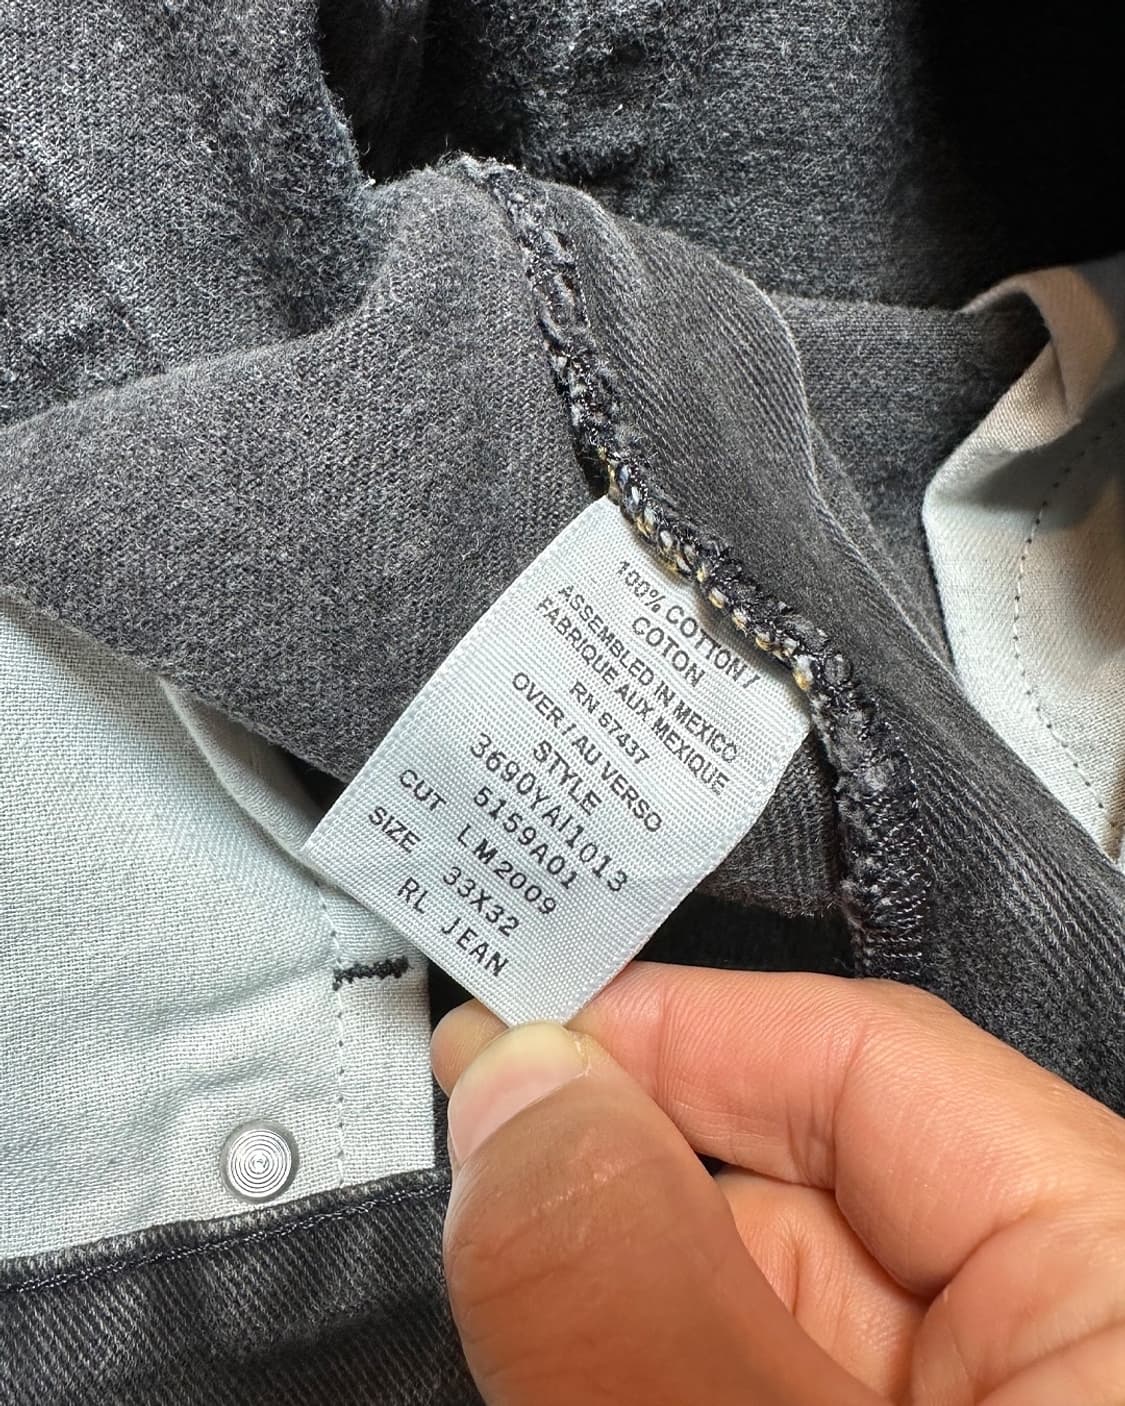 100% COTTON /
COTON
ASSEMBLED IN MEXICO
FABRIQUE AUX MEXIQUE
RN 67437
OVER / AU VERSO
STYLE
3690YAI1013
5159A01
CUT LM2009
SIZE 33X32
RL JEAN